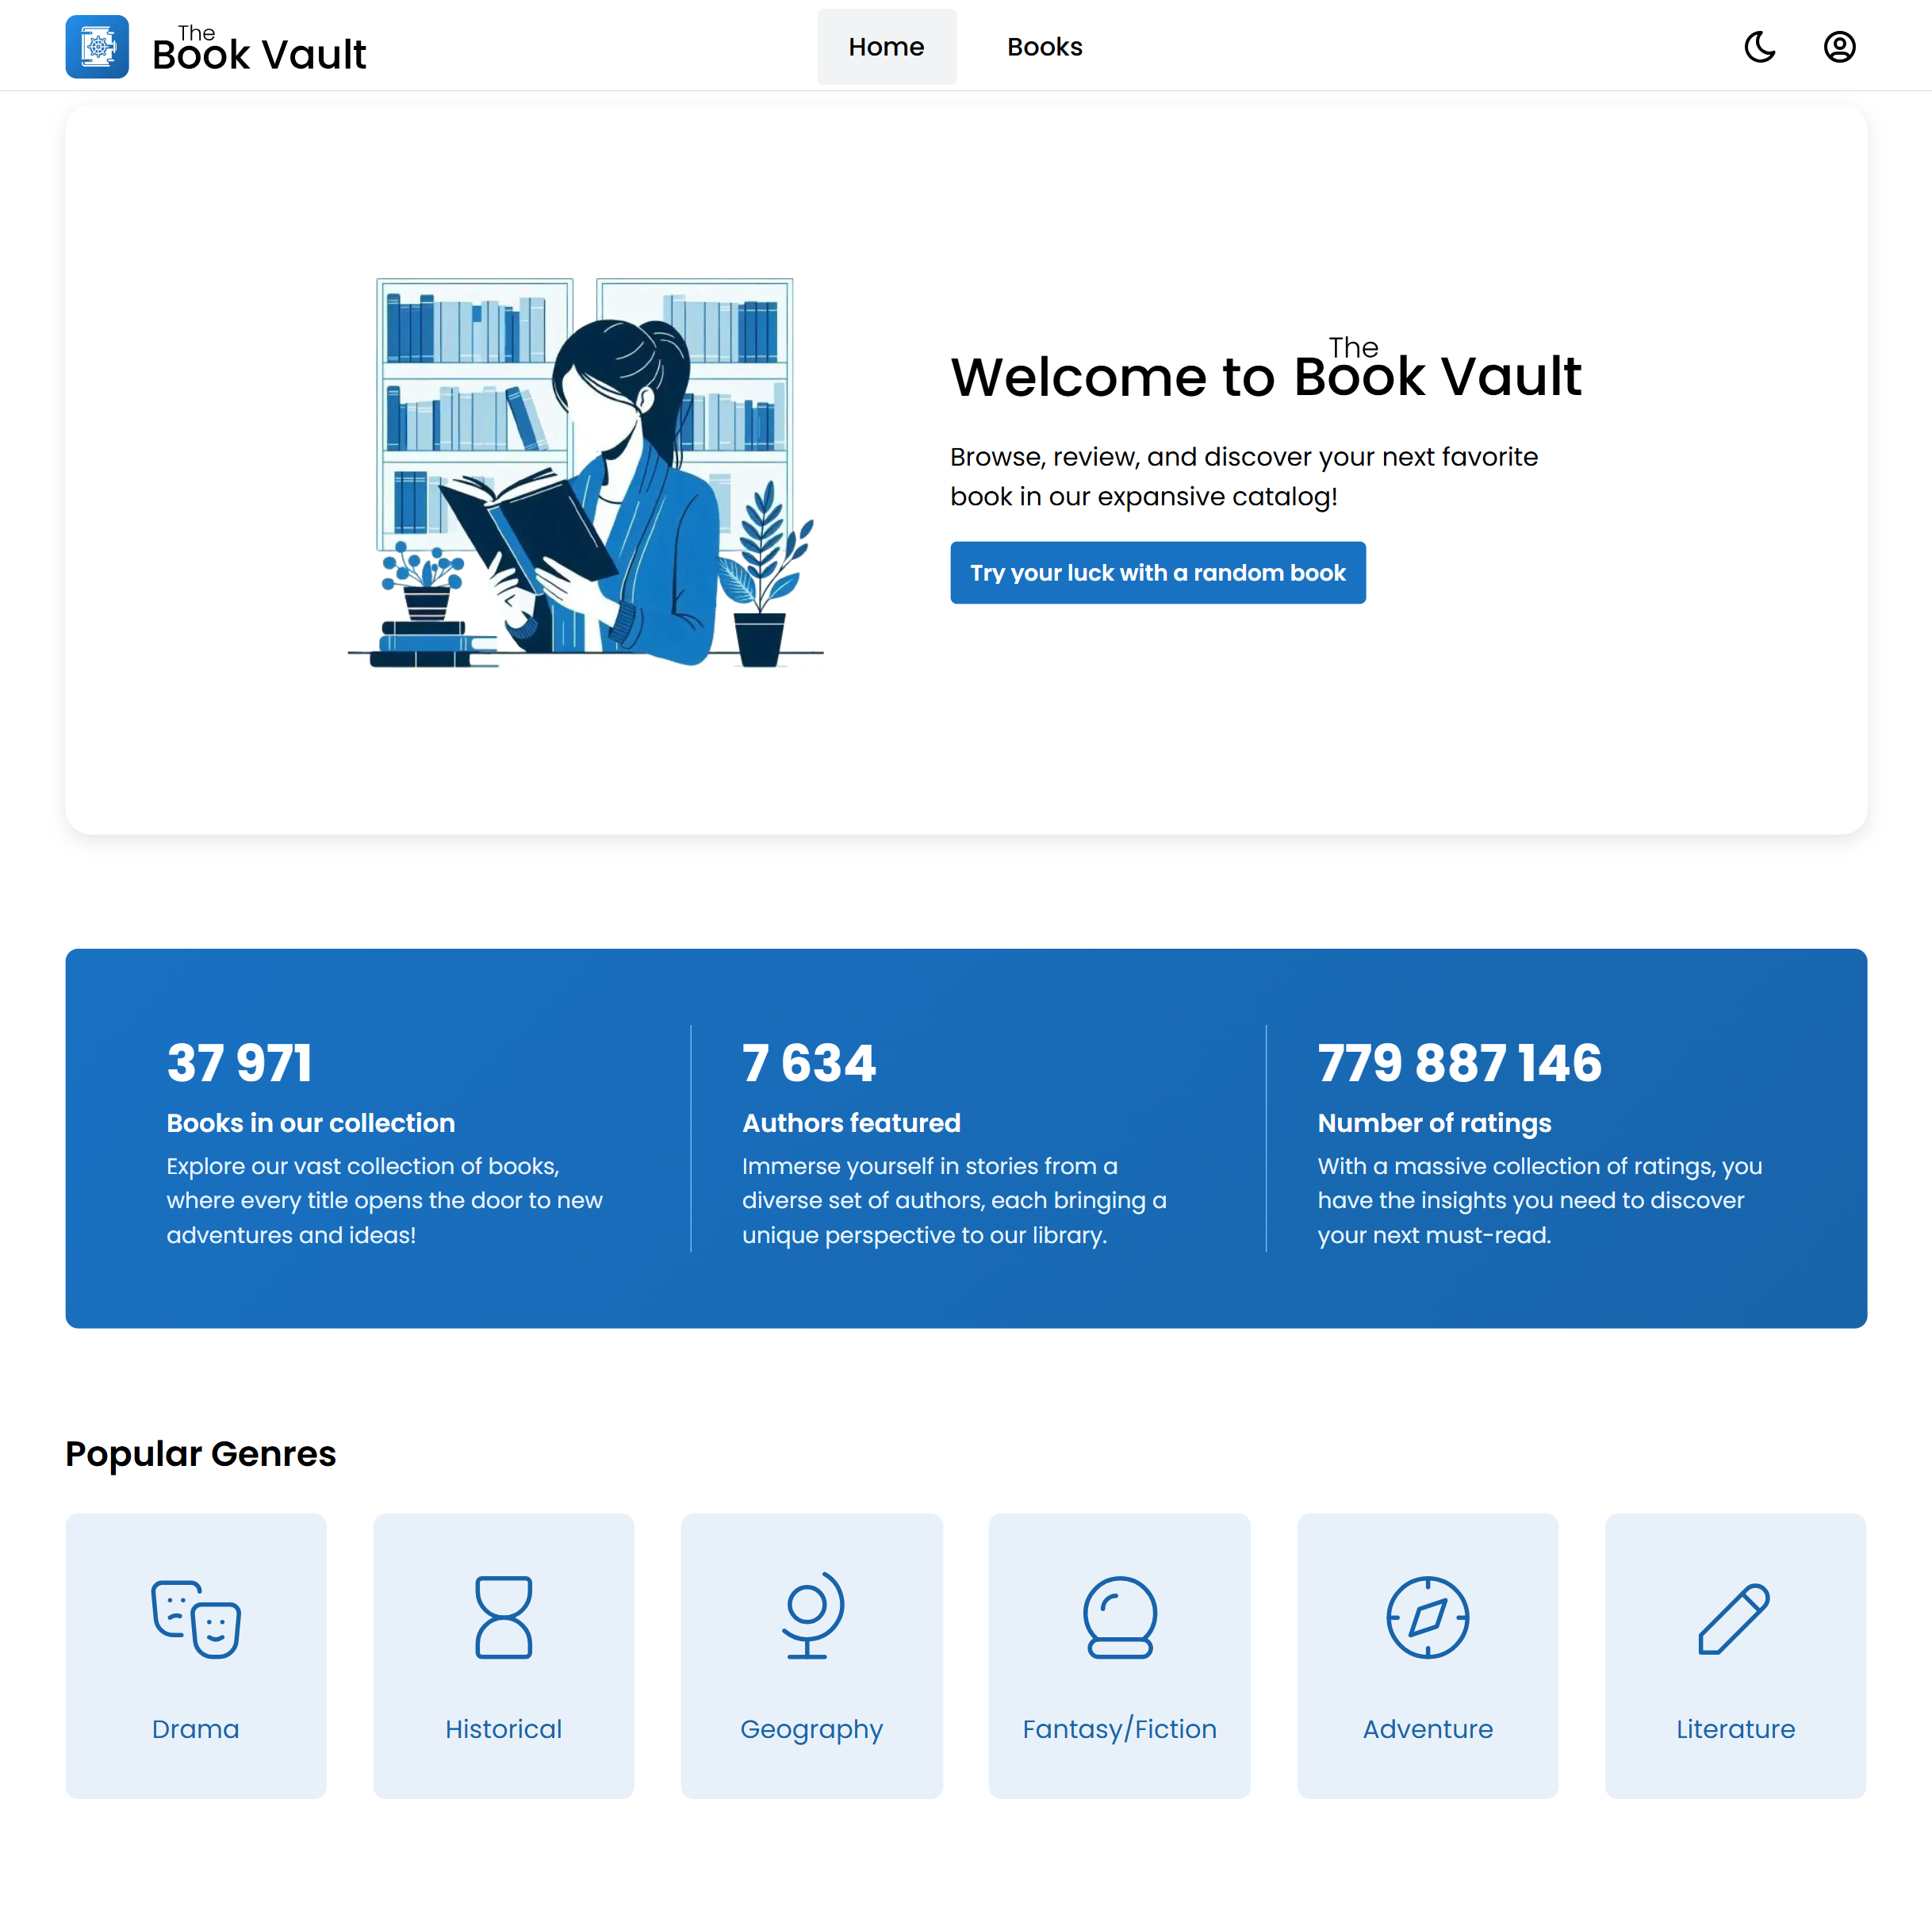 The
Book Vault
Home
Books
Welcome to The Book Vault
Browse, review, and discover your next favorite
book in our expansive catalog!
Try your luck with a random book
37 971
Books in our collection
Explore our vast collection of books,
where every title opens the door to new
adventures and ideas!
7 634
Authors featured
Immerse yourself in stories from a
diverse set of authors, each bringing a
unique perspective to our library.
779 887 146
Number of ratings
With a massive collection of ratings, you
have the insights you need to discover
your next must-read.
Popular Genres
Drama
Historical
Geography
Fantasy/Fiction
Adventure
Literature